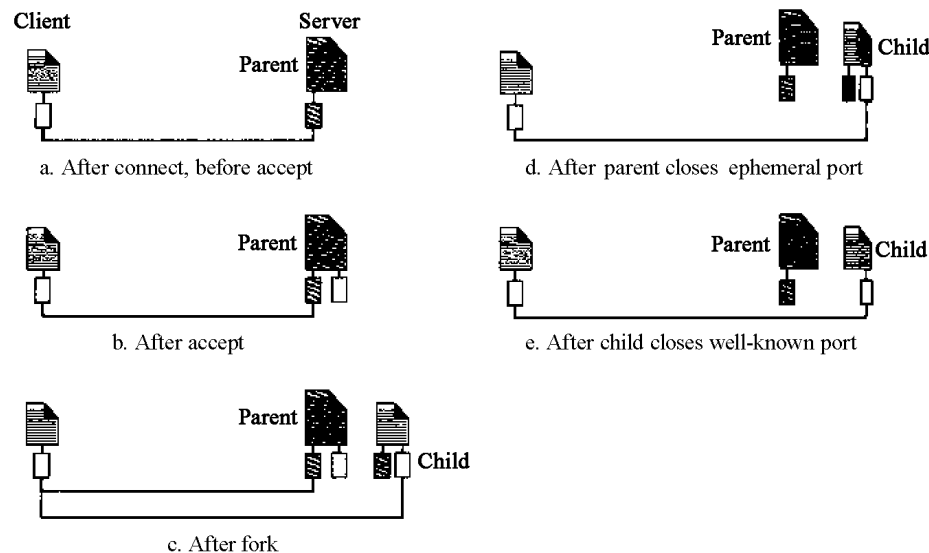 Client
Server
Parent
a. After connect, before accept
Parent
b. After accept
Parent
Child
c. After fork
Parent
Child
d. After parent closes ephemeral port
Parent
Child
e. After child closes well-known port